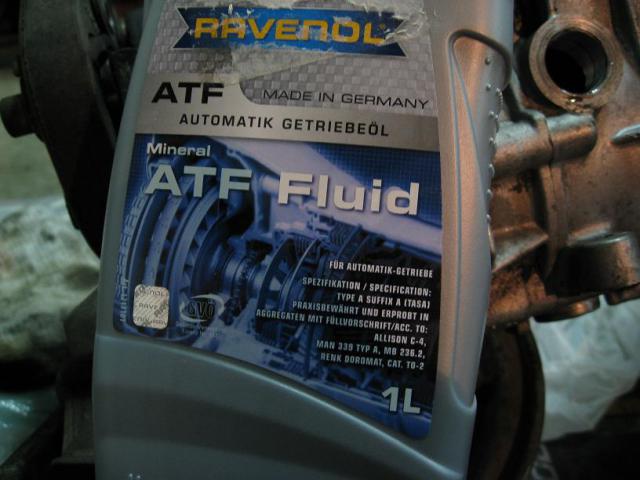 RAVENOL
ATF
MADE IN GERMANY
AUTOMATIK GETRIEBEÖL
Mineral
ATF Fluid
FÜR AUTOMATIK-GETRIEBE
SPEZIFIKATION / SPECIFICATION:
TYPE A SUFFIX A (TASA)
PRAXISBEWÄHRT UND ERPROBT IN
AGGREGATEN MIT FÜLLVORSCHRIFT/ACC. TO:
ALLISON C-4,
MAN 339 TYP A, MB 236.2,
RENK DOROMAT, CAT. TO-2
1L